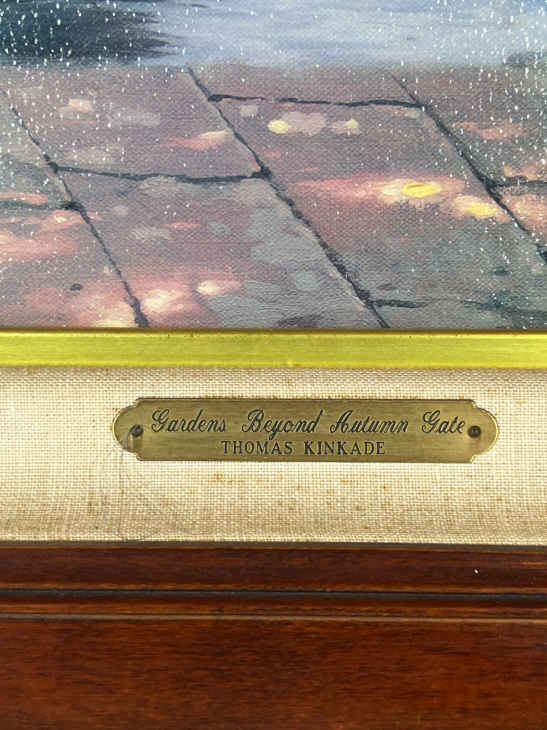 Gardens Beyond Autumn Gate
THOMAS KINKADE